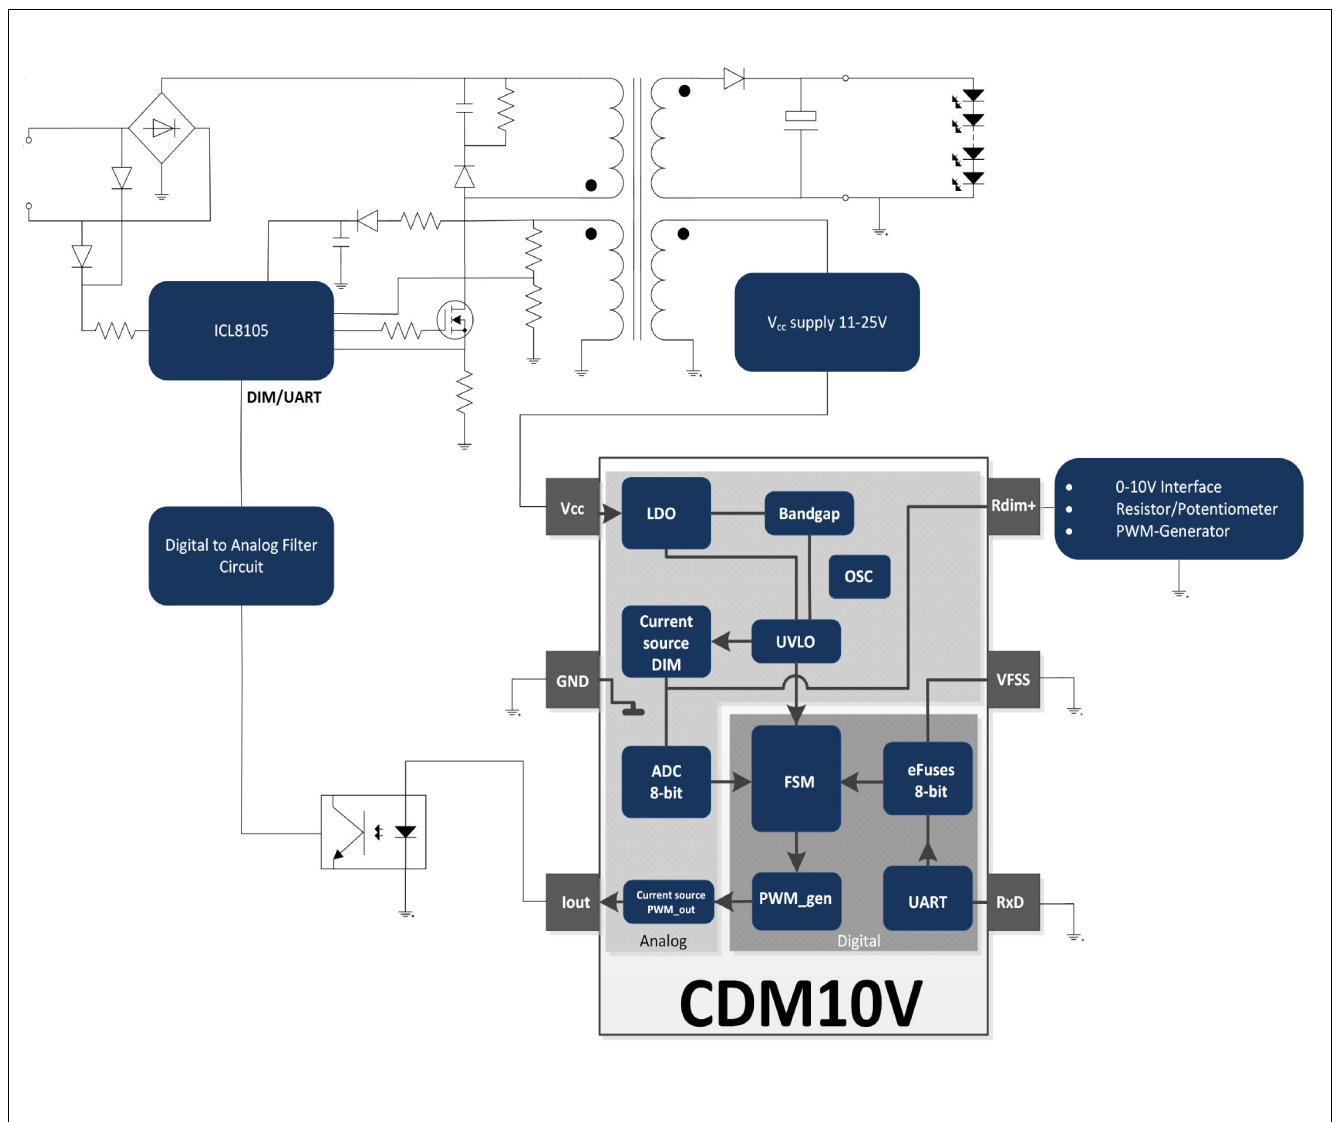 ICL8105
DIM/UART
V_cc supply 11-25V
Digital to Analog Filter
Circuit
Vcc
LDO
Bandgap
Rdim+
• 0-10V Interface
• Resistor/Potentiometer
• PWM-Generator
OSC
Current
source
DIM
UVLO
GND
VFSS
ADC
8-bit
FSM
eFuses
8-bit
Iout
Current source
PWM_out
PWM_gen
UART
RxD
Analog
Digital
CDM10V